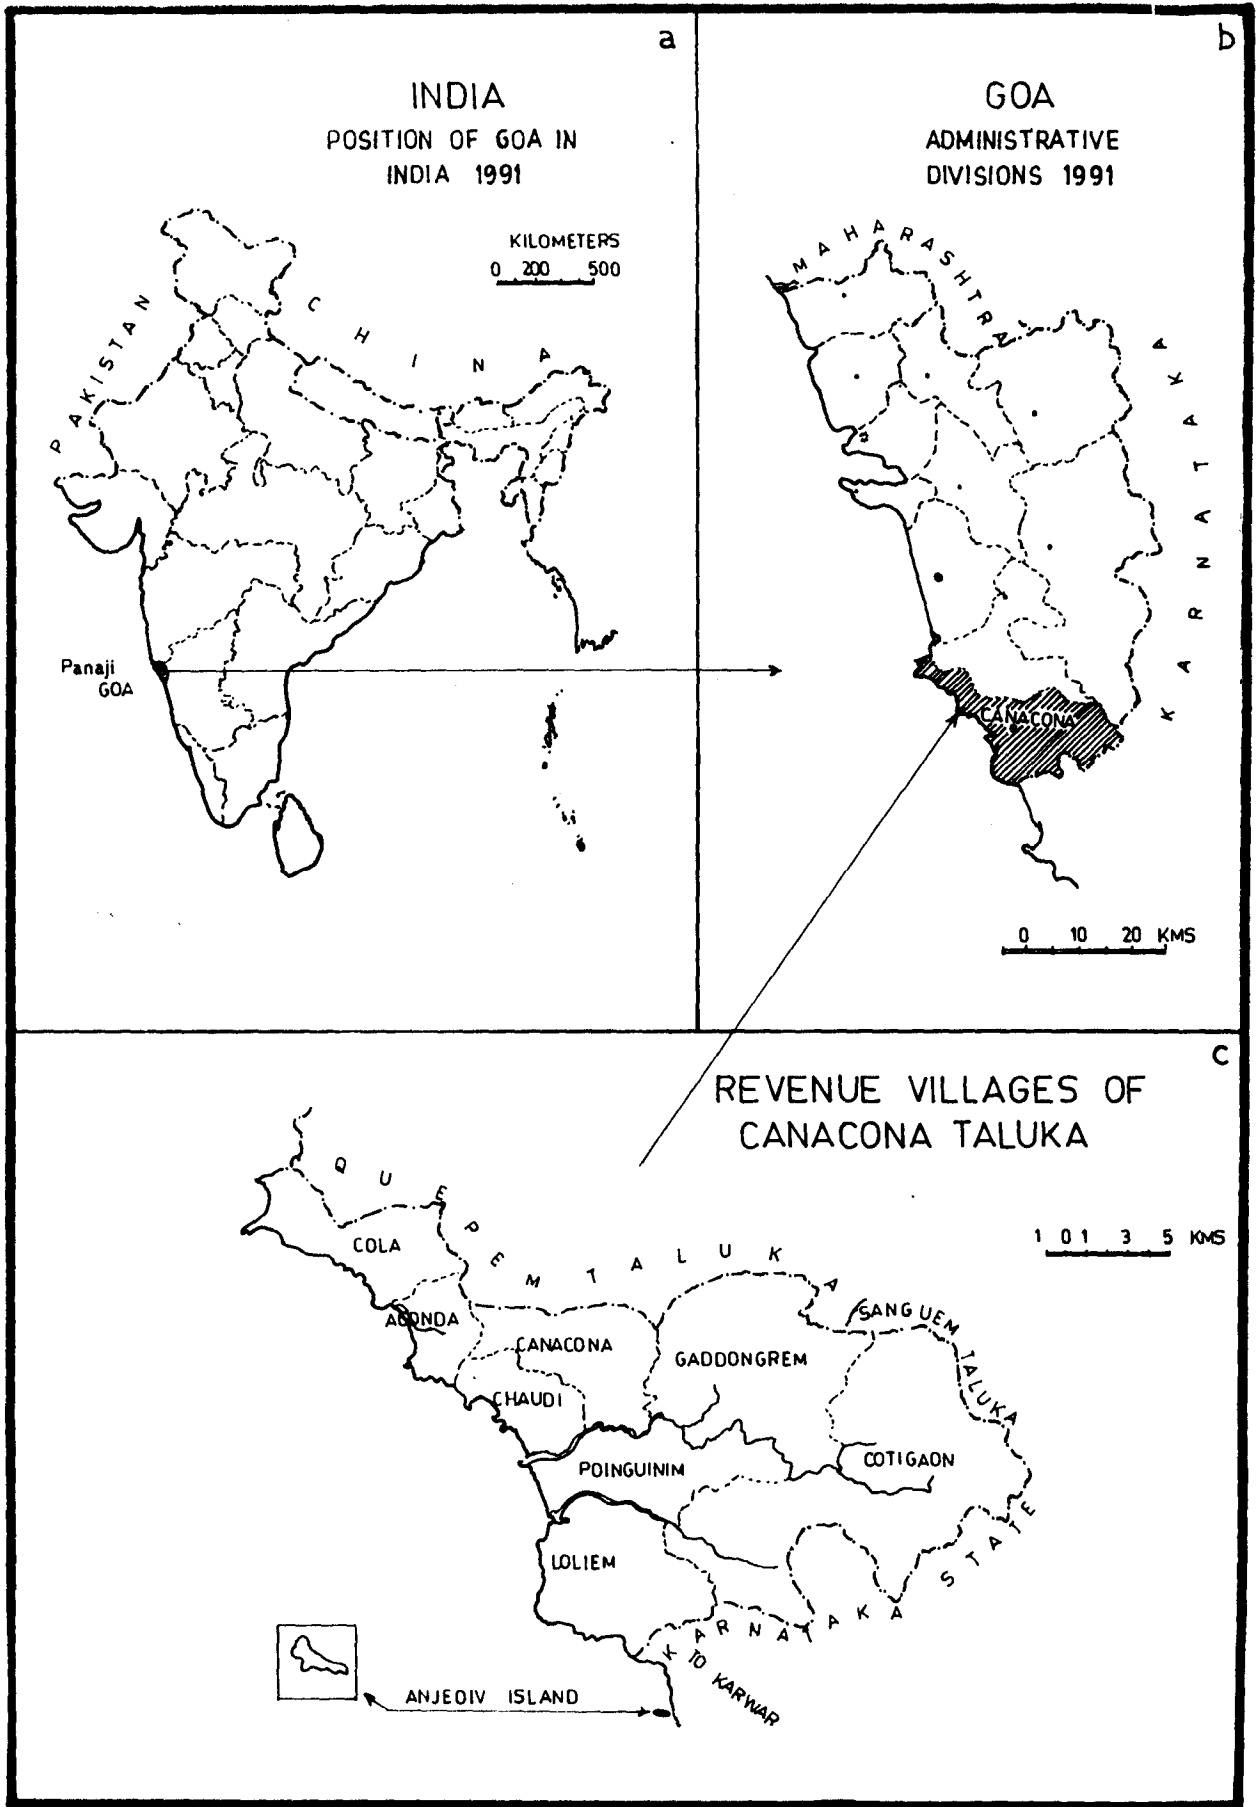 a
INDIA
POSITION OF GOA IN
INDIA 1991
KILOMETERS
0 200 500
PAKISTAN
CHINA
Panaji
GOA
b
GOA
ADMINISTRATIVE
DIVISIONS 1991
MAHARASHTRA
KARNATAKA
CANACONA
0 10 20 KMS
c
REVENUE VILLAGES OF
CANACONA TALUKA
1 0 1 3 5 KMS
QUEPEM TALUKA
SANGUEM TALUKA
COLA
AGONDA
CANACONA
GADDONGREM
CHAUDI
COTIGAON
POINGUINIM
LOLIEM
KARNATAKA STATE
TO KARWAR
ANJEDIV ISLAND